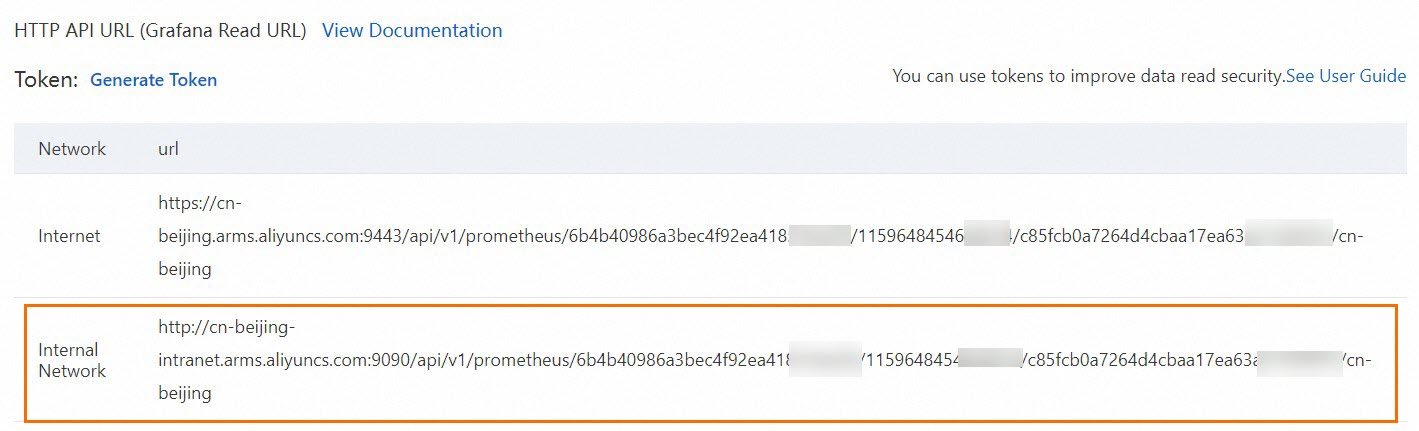 HTTP API URL (Grafana Read URL) View Documentation
Token: Generate Token
You can use tokens to improve data read security.See User Guide
Network url
https://cn-
Internet beijing.arms.aliyuncs.com:9443/api/v1/prometheus/6b4b40986a3bec4f92ea418 /11596484546 /c85fcb0a7264d4cbaa17ea63 /cn-
beijing
http://cn-beijing-
Internal
Network
intranet.arms.aliyuncs.com:9090/api/v1/prometheus/6b4b40986a3bec4f92ea418 /1159648454 /c85fcb0a7264d4cbaa17ea63a /cn-
beijing